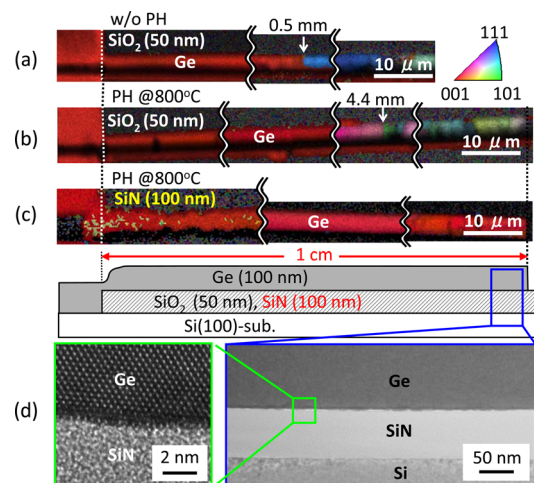 w/o PH
0.5 mm
111
(a)
SiO₂ (50 nm)
Ge
10 μm
001 101
PH @800°C
4.4 mm
(b)
SiO₂ (50 nm)
Ge
10 μm
PH @800°C
(c)
SiN (100 nm)
Ge
10 μm
1 cm
Ge (100 nm)
SiO₂ (50 nm), SiN (100 nm)
Si(100)-sub.
(d)
Ge
SiN
2 nm
Ge
SiN
Si
50 nm